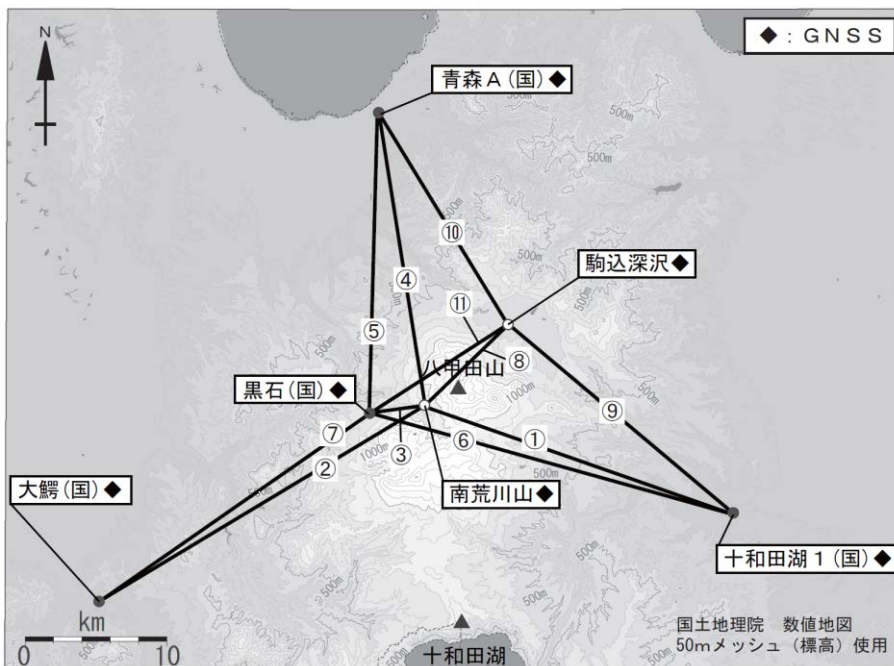 ◆：ＧＮＳＳ
N
青森Ａ(国)◆
500m
500m
500m
⑩
駒込深沢◆
④
⑪
⑤
500m
⑧
八甲田山
1000m
黒石(国)◆
⑨
⑦
⑥
①
1000m
③
②
500m
大鰐(国)◆
南荒川山◆
500m
十和田湖１(国)◆
500m
500m
km
0 10
十和田湖
国土地理院　数値地図
50mメッシュ（標高）使用